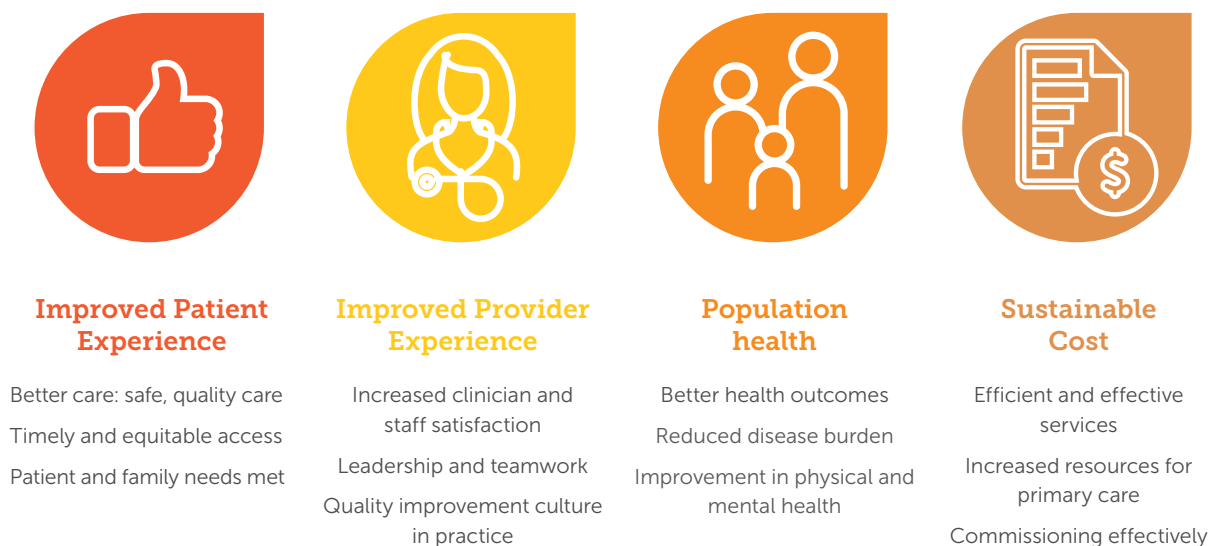 $
Improved Patient
Experience
Better care: safe, quality care
Timely and equitable access
Patient and family needs met
Improved Provider
Experience
Increased clinician and
staff satisfaction
Leadership and teamwork
Quality improvement culture
in practice
Population
health
Better health outcomes
Reduced disease burden
Improvement in physical and
mental health
Sustainable
Cost
Efficient and effective
services
Increased resources for
primary care
Commissioning effectively